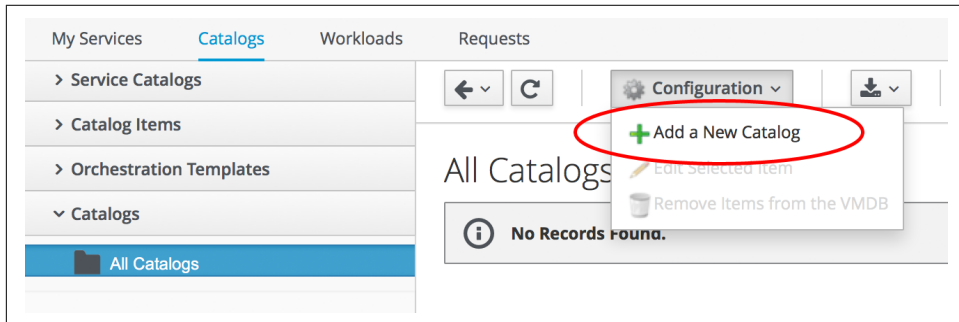 My Services Catalogs Workloads Requests
Service Catalogs
Catalog Items
Orchestration Templates
Catalogs
All Catalogs
Configuration
Add a New Catalog
Edit Selected Item
Remove Items from the VMDB
All Catalogs
No Records Found.